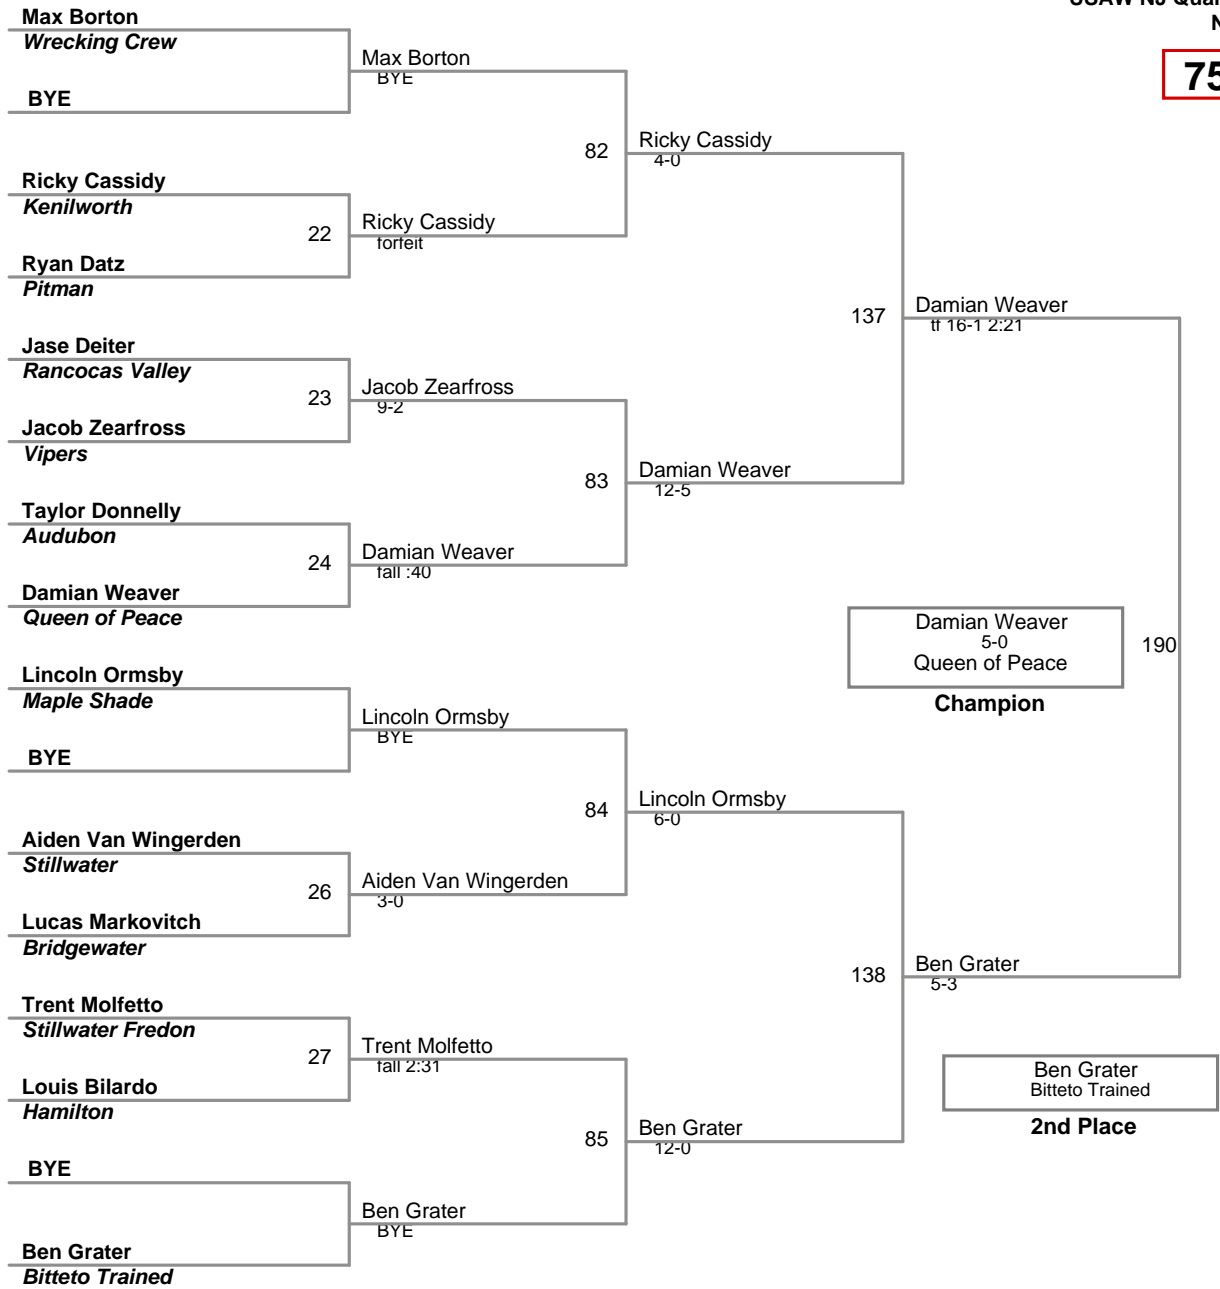 Max Borton
Wrecking Crew
BYE
Ricky Cassidy
Kenilworth
22
Ryan Datz
Pitman
Jase Deiter
Rancocas Valley
23
Jacob Zearfross
Vipers
Taylor Donnelly
Audubon
24
Damian Weaver
Queen of Peace
Lincoln Ormsby
Maple Shade
BYE
Aiden Van Wingerden
Stillwater
26
Lucas Markovitch
Bridgewater
Trent Molfetto
Stillwater Fredon
27
Louis Bilardo
Hamilton
BYE
Ben Grater
Bitteto Trained
Max Borton
BYE
82
Ricky Cassidy
forfeit
Jacob Zearfross
9-2
83
Damian Weaver
fall :40
Lincoln Ormsby
BYE
84
Aiden Van Wingerden
3-0
Trent Molfetto
fall 2:31
85
Ben Grater
BYE
Ricky Cassidy
4-0
137
Damian Weaver
12-5
Lincoln Ormsby
6-0
138
Ben Grater
12-0
Damian Weaver
tf 16-1 2:21
190
Ben Grater
5-3
Damian Weaver
5-0
Queen of Peace
Champion
Ben Grater
Bitteto Trained
2nd Place
USAW NJ
75